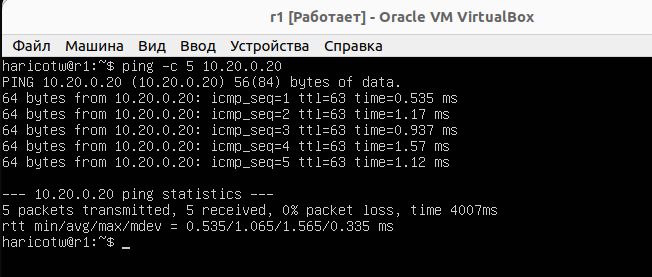 r1 [Работает] - Oracle VM VirtualBox
Файл Машина Вид Ввод Устройства Справка
haricotw@r1:~$ ping -c 5 10.20.0.20
PING 10.20.0.20 (10.20.0.20) 56(84) bytes of data.
64 bytes from 10.20.0.20: icmp_seq=1 ttl=63 time=0.535 ms
64 bytes from 10.20.0.20: icmp_seq=2 ttl=63 time=1.17 ms
64 bytes from 10.20.0.20: icmp_seq=3 ttl=63 time=0.937 ms
64 bytes from 10.20.0.20: icmp_seq=4 ttl=63 time=1.57 ms
64 bytes from 10.20.0.20: icmp_seq=5 ttl=63 time=1.12 ms
--- 10.20.0.20 ping statistics ---
5 packets transmitted, 5 received, 0% packet loss, time 4007ms
rtt min/avg/max/mdev = 0.535/1.065/1.565/0.335 ms
haricotw@r1:~$ _